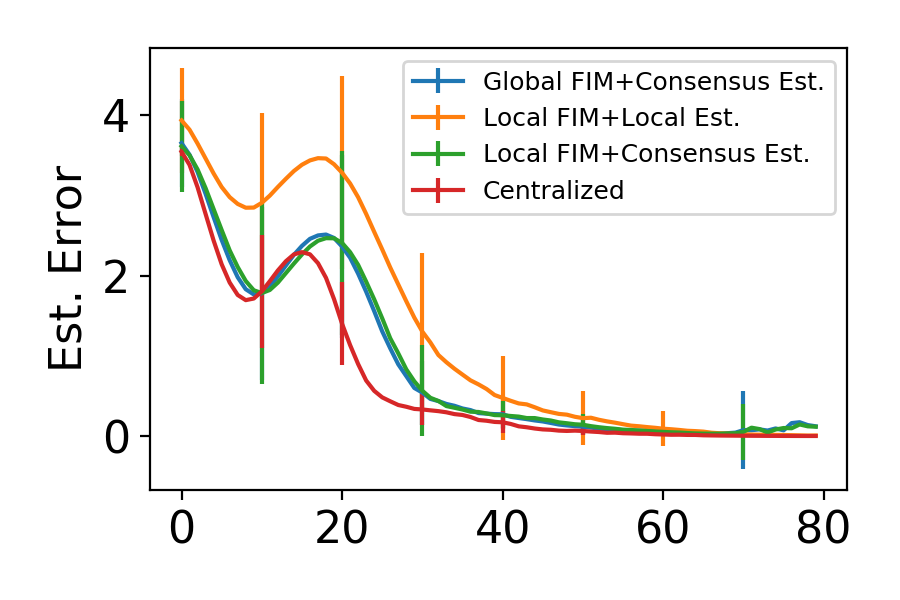 Est. Error
4
2
0
0 20 40 60 80
Global FIM+Consensus Est.
Local FIM+Local Est.
Local FIM+Consensus Est.
Centralized